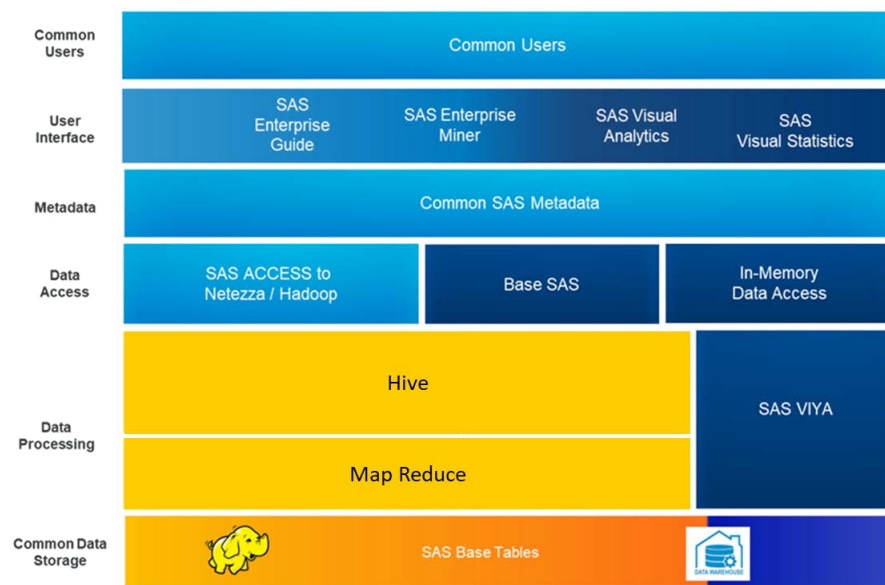 Common
Users
Common Users
User
Interface
SAS
Enterprise
Guide
SAS Enterprise
Miner
SAS Visual
Analytics
SAS
Visual Statistics
Metadata
Common SAS Metadata
Data
Access
SAS ACCESS to
Netezza / Hadoop
Base SAS
In-Memory
Data Access
Data
Processing
Hive
Map Reduce
SAS VIYA
Common Data
Storage
SAS Base Tables
DATA WAREHOUSE